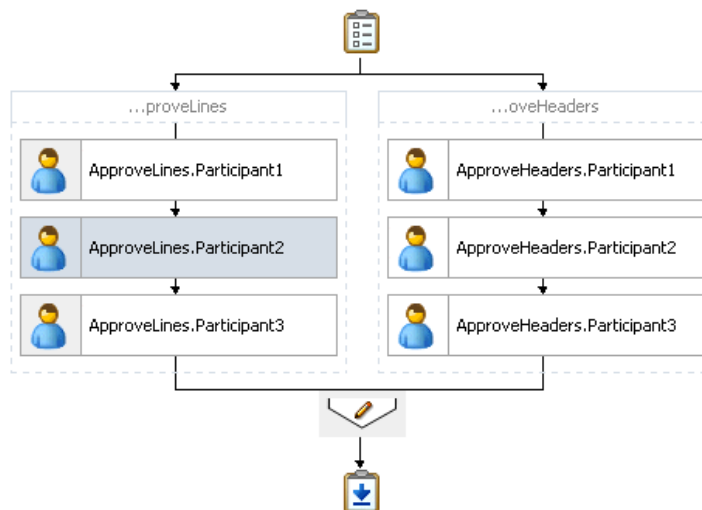 ...proveLines
...oveHeaders
ApproveLines.Participant1
ApproveHeaders.Participant1
ApproveLines.Participant2
ApproveHeaders.Participant2
ApproveLines.Participant3
ApproveHeaders.Participant3